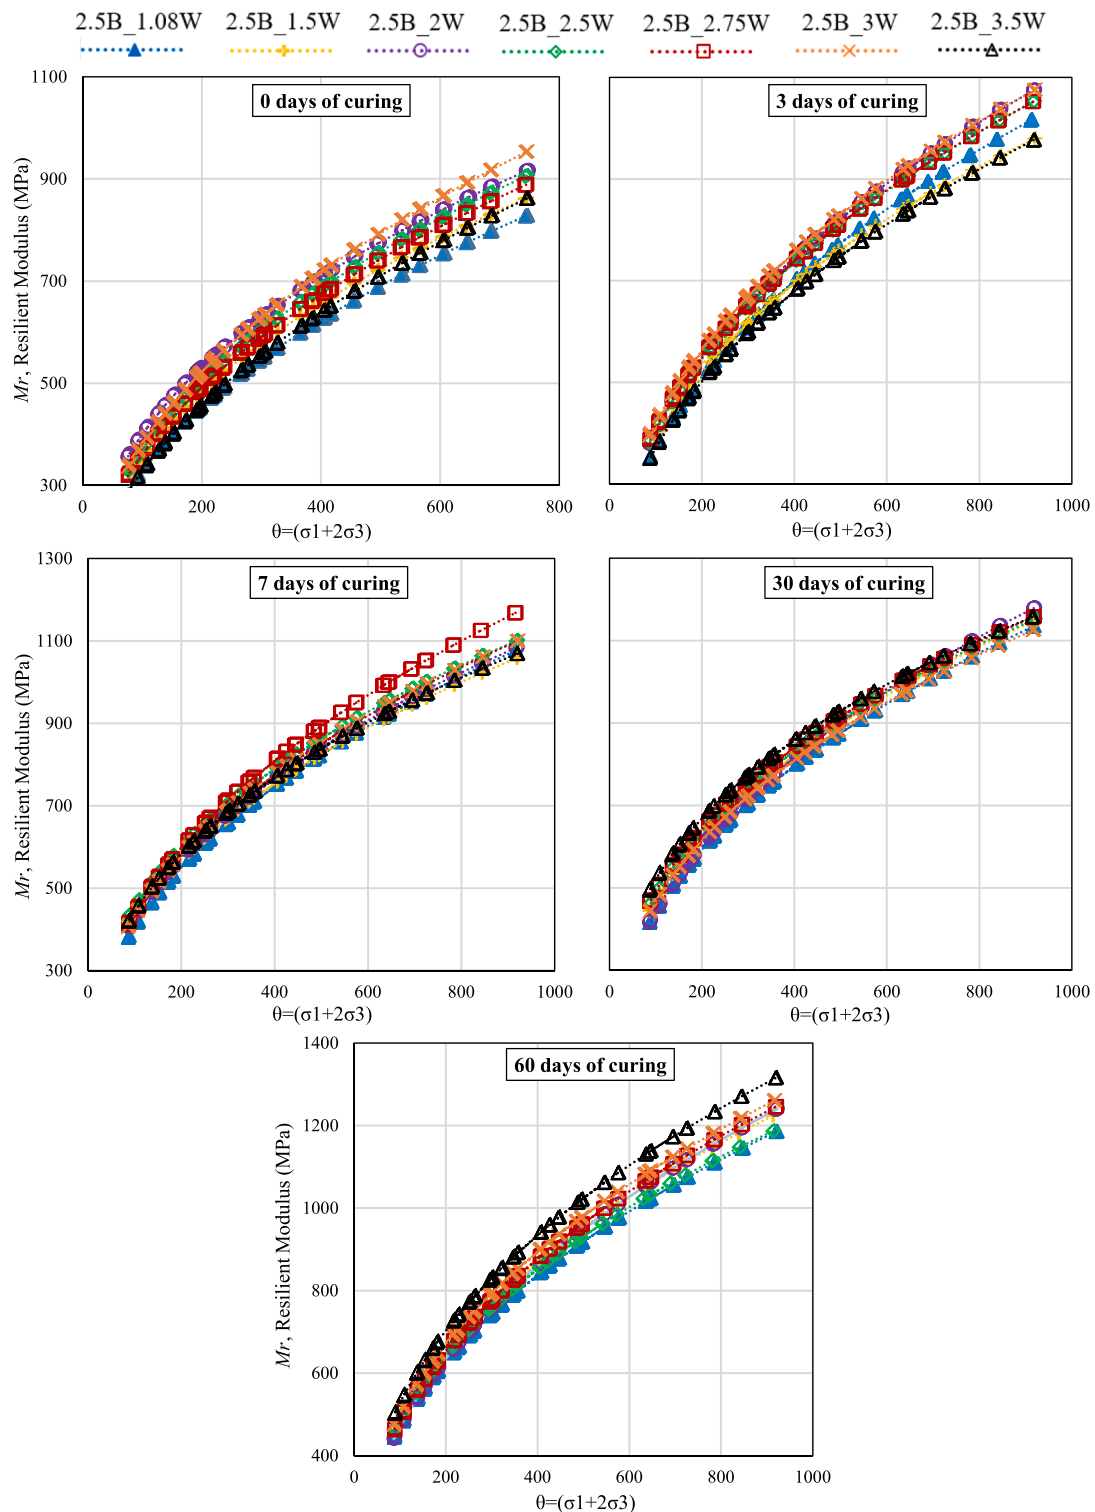 2.5B_1.08W 2.5B_1.5W 2.5B_2W 2.5B_2.5W 2.5B_2.75W 2.5B_3W 2.5B_3.5W
0 days of curing
Mr, Resilient Modulus (MPa)
1100
900
700
500
300
0 200 400 600 800
θ=(σ1+2σ3)
3 days of curing
0 200 400 600 800 1000
θ=(σ1+2σ3)
7 days of curing
Mr, Resilient Modulus (MPa)
1300
1100
900
700
500
300
0 200 400 600 800 1000
θ=(σ1+2σ3)
30 days of curing
0 200 400 600 800 1000
θ=(σ1+2σ3)
60 days of curing
Mr, Resilient Modulus (MPa)
1400
1200
1000
800
600
400
0 200 400 600 800 1000
θ=(σ1+2σ3)